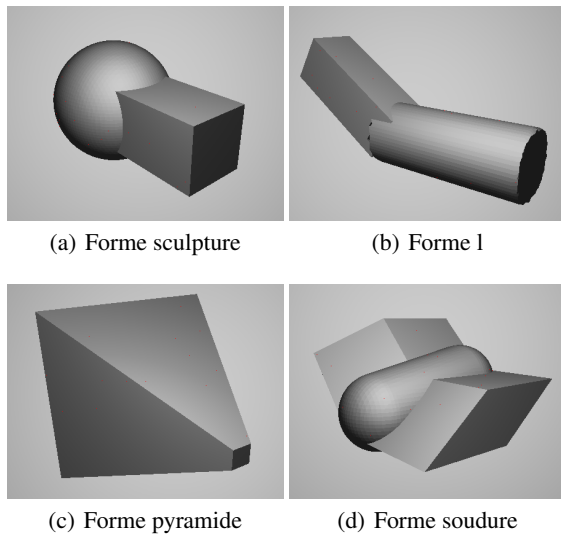 (a) Forme sculpture
(b) Forme l
(c) Forme pyramide
(d) Forme soudure